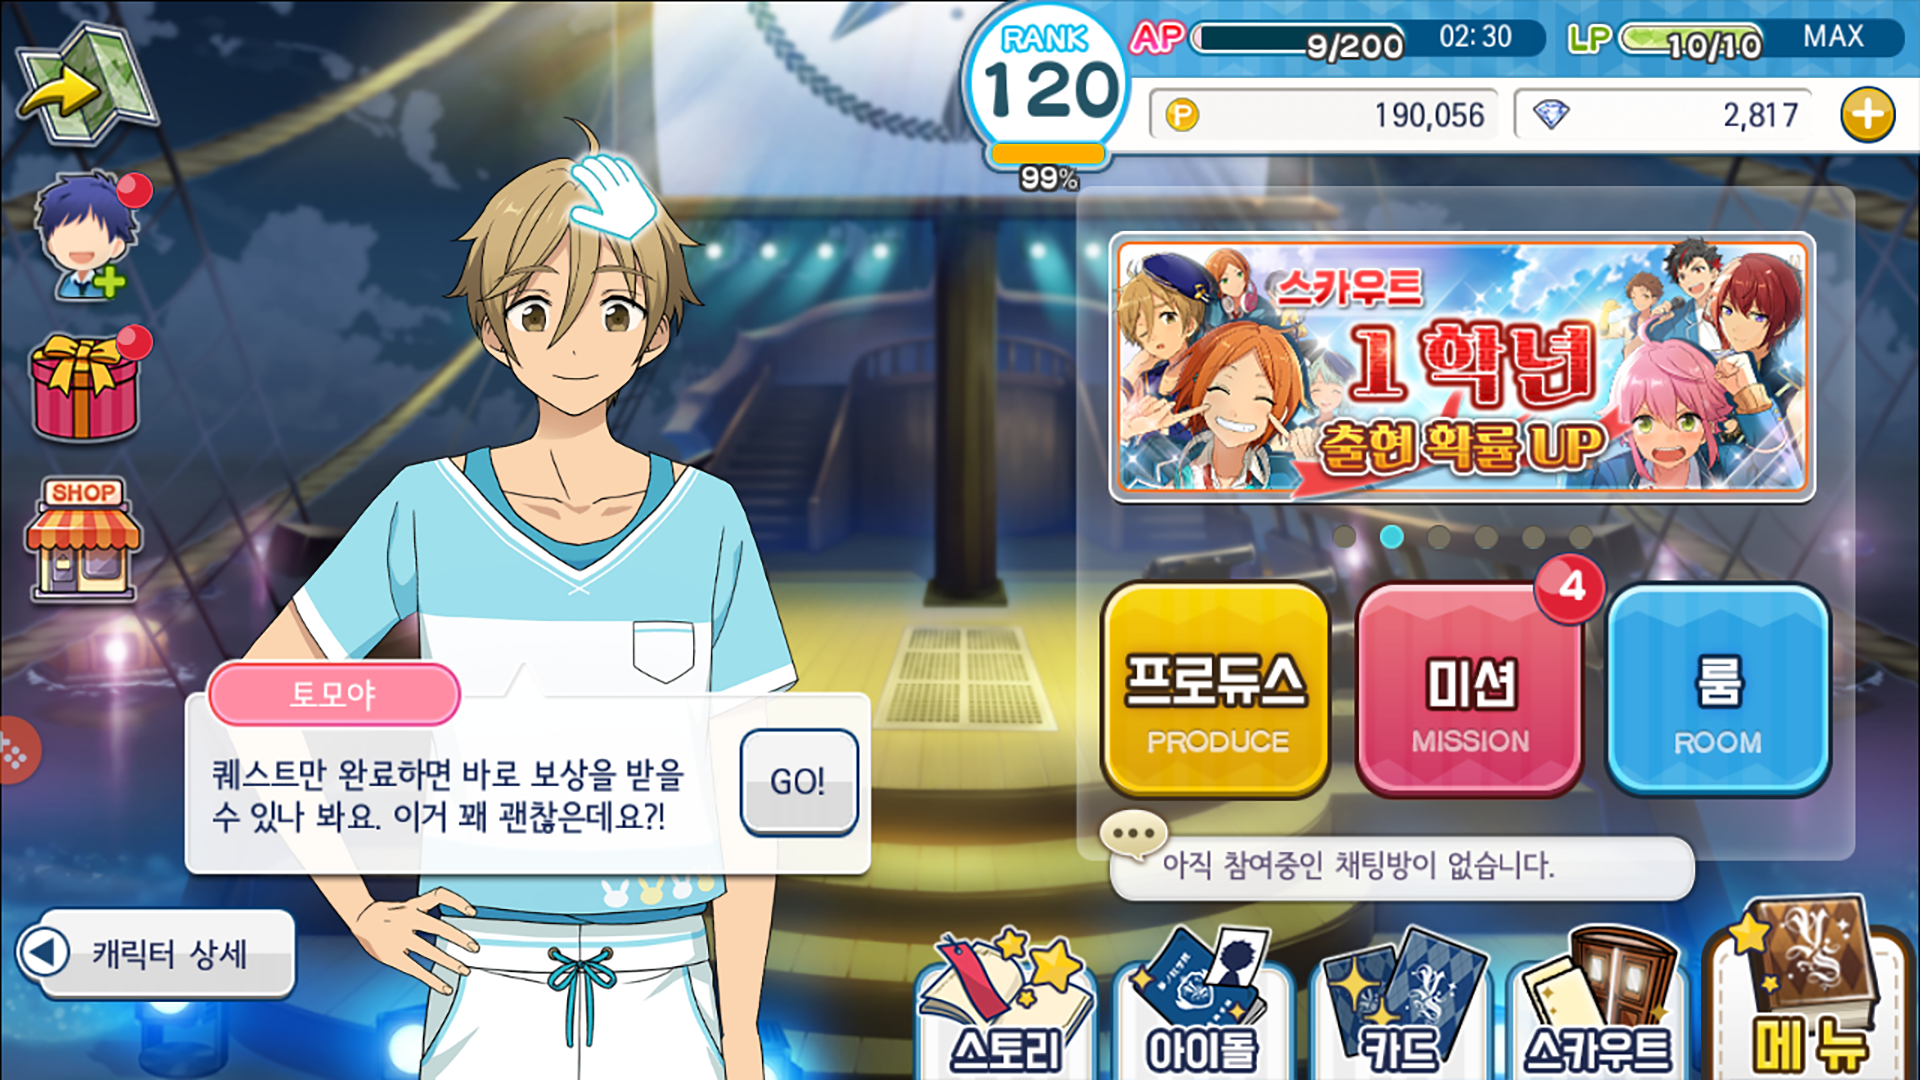 RANK
120
99%
AP
9/200
02:30
LP
10/10
MAX
P
190,056
2,817
SHOP
스카우트
1학년
출현 확률 UP
4
프로듀스
PRODUCE
미션
MISSION
룸
ROOM
토모야
퀘스트만 완료하면 바로 보상을 받을
수 있나 봐요. 이거 꽤 괜찮은데요?!
GO!
아직 참여중인 채팅방이 없습니다.
캐릭터 상세
스토리
아이돌
카드
스카우트
메뉴